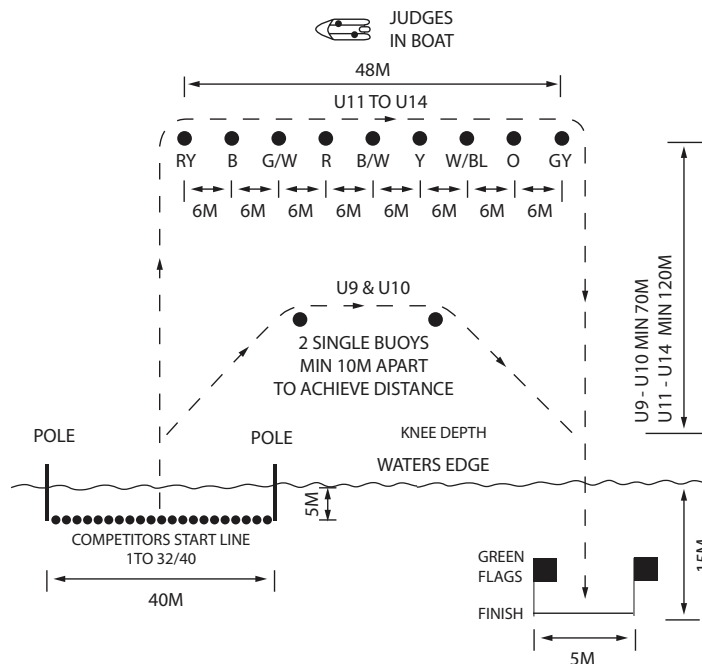 JUDGES
IN BOAT
48M
U11 TO U14
RY B G/W R B/W Y W/BL O GY
6M 6M 6M 6M 6M 6M 6M 6M
U9 & U10
2 SINGLE BUOYS
MIN 10M APART
TO ACHIEVE DISTANCE
U9 - U10 MIN 70M
U11 - U14 MIN 120M
POLE
POLE
KNEE DEPTH
WATERS EDGE
5M
COMPETITORS START LINE
1TO 32/40
40M
GREEN
FLAGS
FINISH
5M
15M